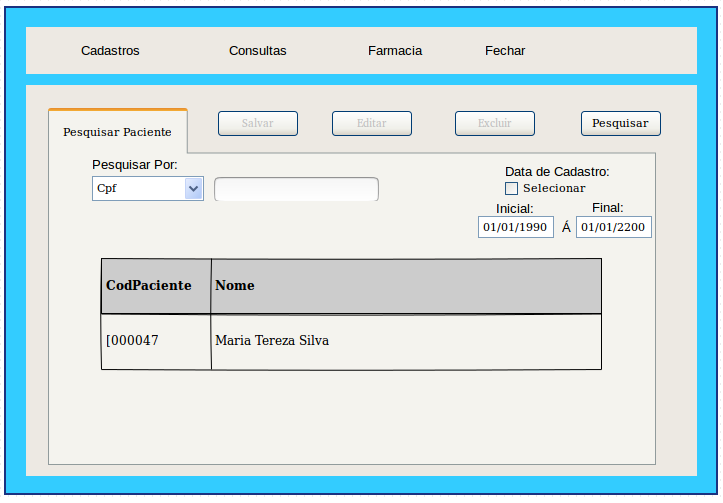 Cadastros Consultas Farmacia Fechar
Pesquisar Paciente Salvar Editar Excluir Pesquisar
Pesquisar Por:
Cpf
Data de Cadastro:
Selecionar
Inicial: Final:
01/01/1990 Á 01/01/2200
CodPaciente Nome
[000047 Maria Tereza Silva